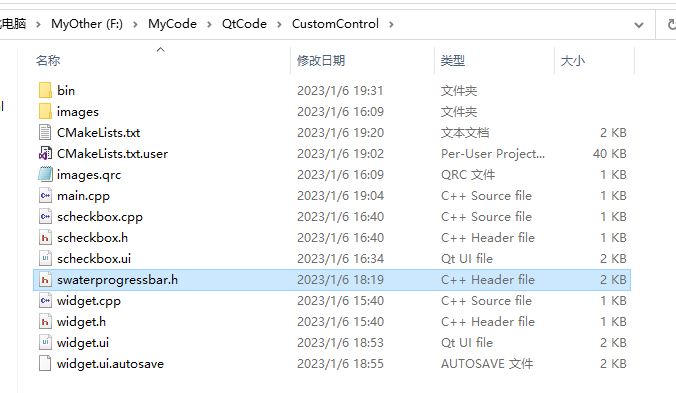 电脑 > MyOther (F:) > MyCode > QtCode > CustomControl >
名称 修改日期 类型 大小
bin 2023/1/6 19:31 文件夹
images 2023/1/6 16:09 文件夹
CMakeLists.txt 2023/1/6 19:20 文本文档 2 KB
CMakeLists.txt.user 2023/1/6 19:02 Per-User Project... 40 KB
images.qrc 2023/1/6 16:09 QRC 文件 1 KB
main.cpp 2023/1/6 19:04 C++ Source file 1 KB
scheckbox.cpp 2023/1/6 16:40 C++ Source file 1 KB
scheckbox.h 2023/1/6 16:40 C++ Header file 1 KB
scheckbox.ui 2023/1/6 16:34 Qt UI file 2 KB
swaterprogressbar.h 2023/1/6 18:19 C++ Header file 2 KB
widget.cpp 2023/1/6 15:40 C++ Source file 1 KB
widget.h 2023/1/6 15:40 C++ Header file 1 KB
widget.ui 2023/1/6 18:53 Qt UI file 2 KB
widget.ui.autosave 2023/1/6 18:55 AUTOSAVE 文件 2 KB